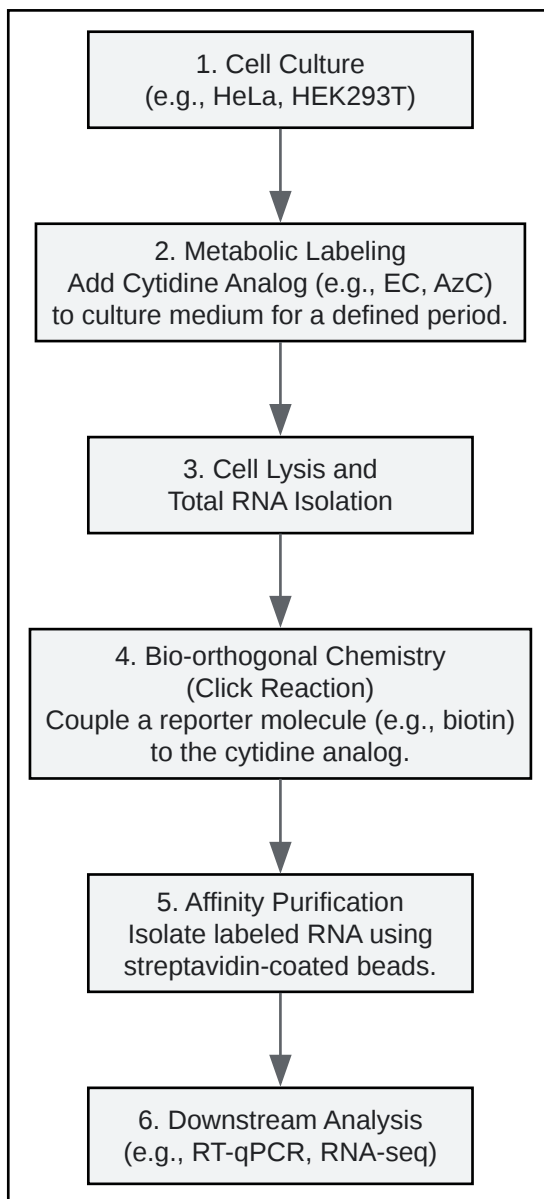 1. Cell Culture
(e.g., HeLa, HEK293T)
2. Metabolic Labeling
Add Cytidine Analog (e.g., EC, AzC)
to culture medium for a defined period.
3. Cell Lysis and
Total RNA Isolation
4. Bio-orthogonal Chemistry
(Click Reaction)
Couple a reporter molecule (e.g., biotin)
to the cytidine analog.
5. Affinity Purification
Isolate labeled RNA using
streptavidin-coated beads.
6. Downstream Analysis
(e.g., RT-qPCR, RNA-seq)